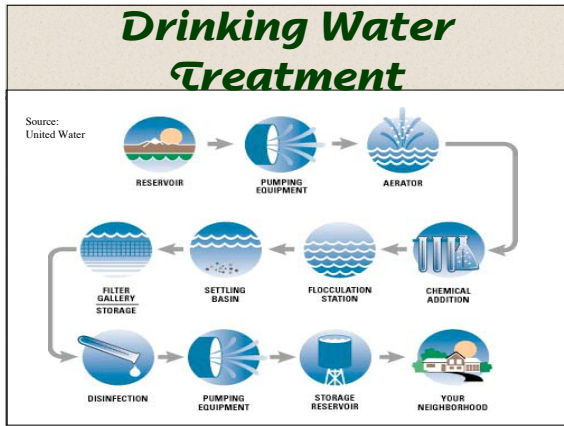 Drinking Water
Treatment
Source:
United Water
RESERVOIR
PUMPING
EQUIPMENT
AERATOR
FILTER
GALLERY
STORAGE
SETTLING
BASIN
FLOCCULATION
STATION
CHEMICAL
ADDITION
DISINFECTION
PUMPING
EQUIPMENT
STORAGE
RESERVOIR
YOUR
NEIGHBORHOOD